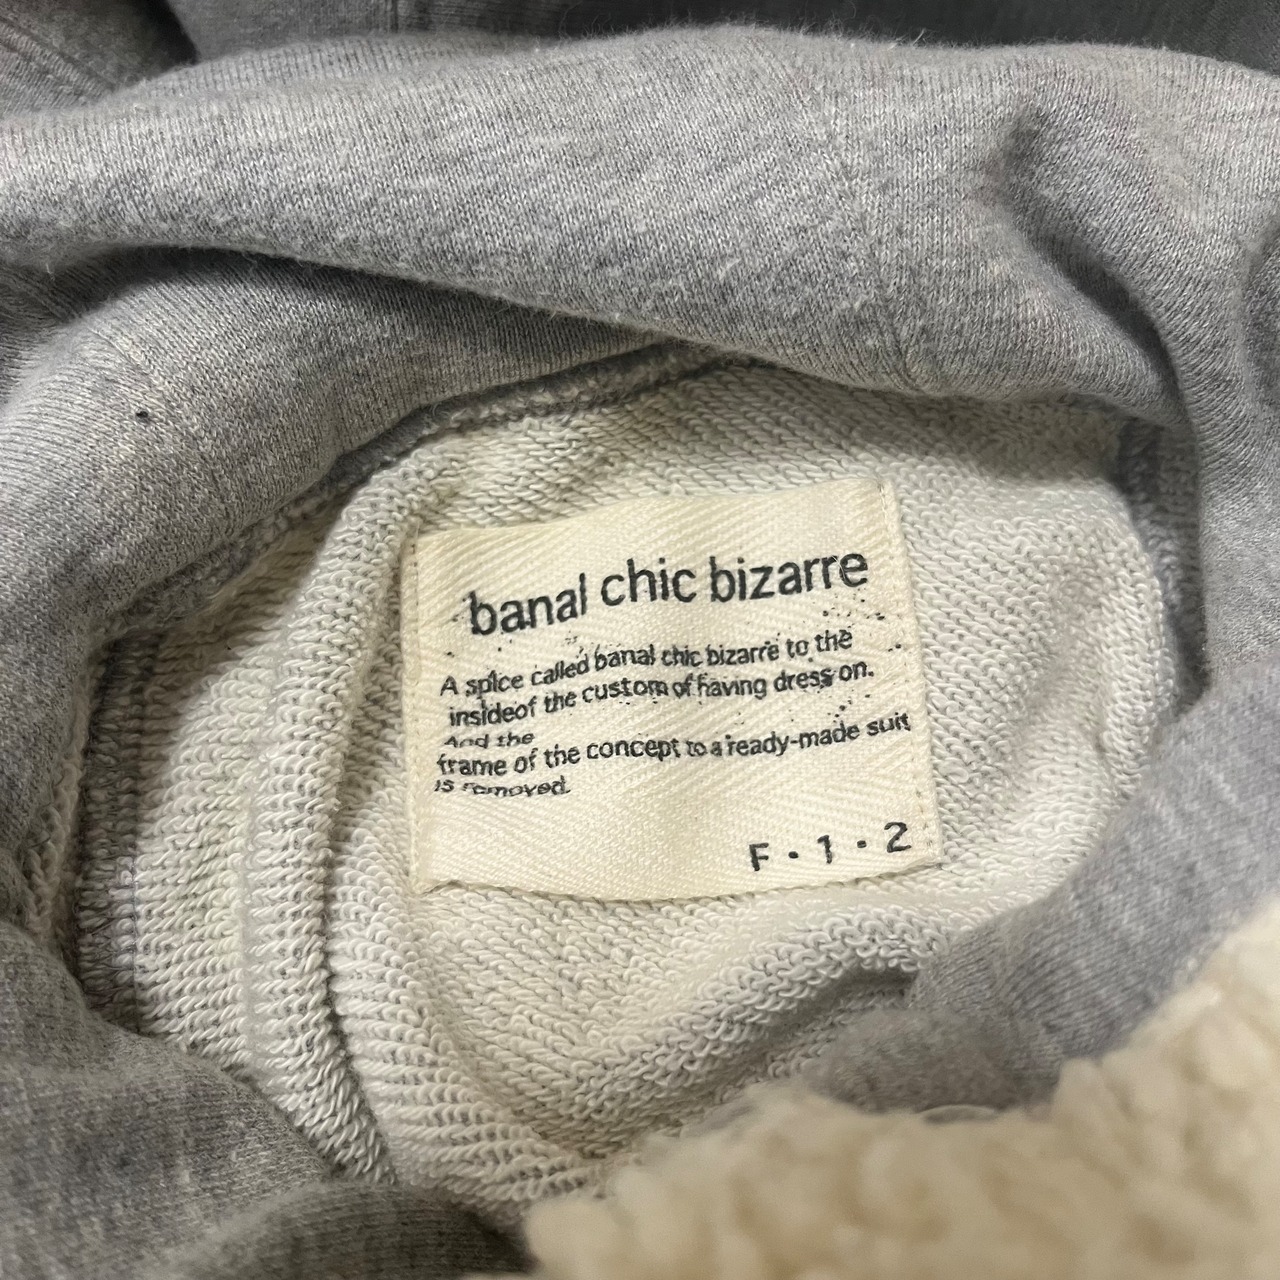 banal chic bizarre
A spice called banal chic bizarre to the
insideof the custom of having dress on.
And the
frame of the concept to a ready-made suit
is removed.
F・1・2